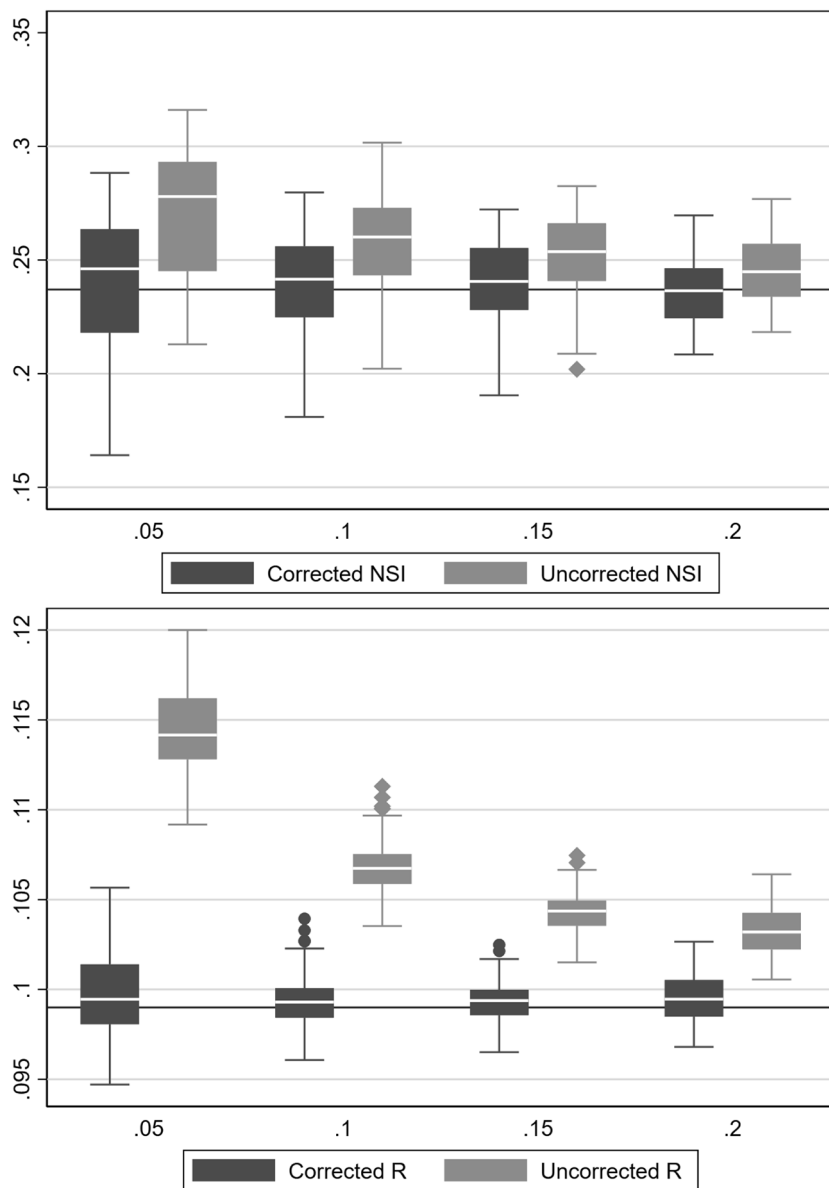 .35
.3
.25
.2
.15
.05 .1 .15 .2
Corrected NSI Uncorrected NSI
.12
.115
.11
.105
.1
.095
.05 .1 .15 .2
Corrected R Uncorrected R